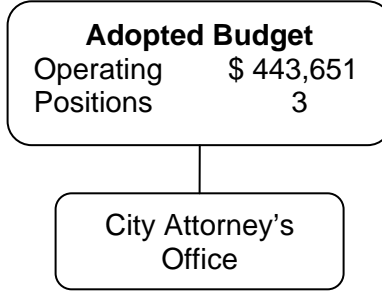 Adopted Budget
Operating $ 443,651
Positions 3
City Attorney's
Office